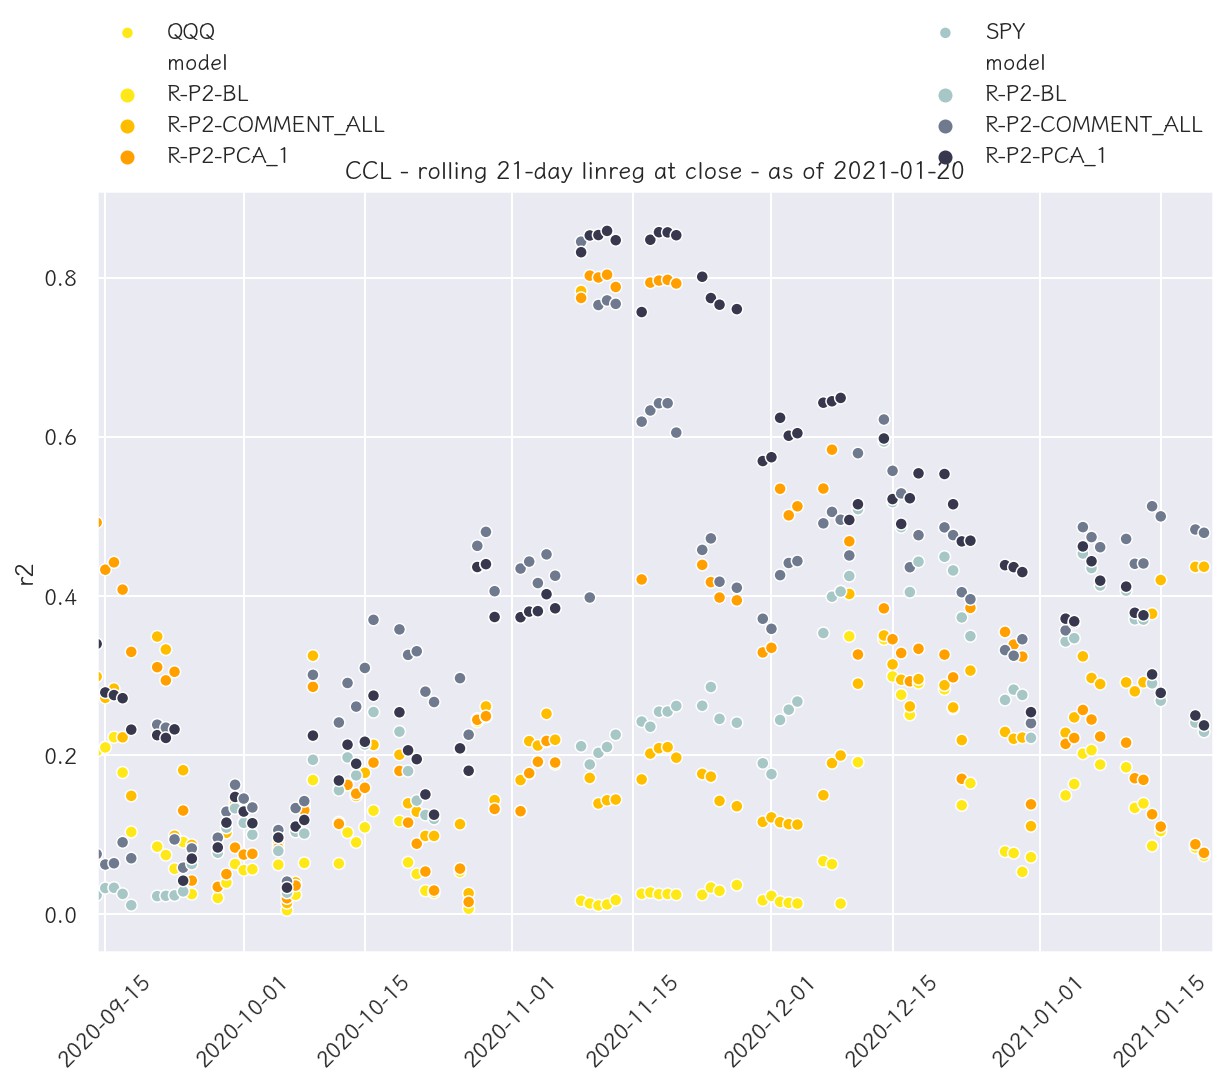 QQQ
model
R-P2-BL
R-P2-COMMENT_ALL
R-P2-PCA_1
SPY
model
R-P2-BL
R-P2-COMMENT_ALL
R-P2-PCA_1
CCL - rolling 21-day linreg at close - as of 2021-01-20
r2
0.8
0.6
0.4
0.2
0.0
2020-09-15
2020-10-01
2020-10-15
2020-11-01
2020-11-15
2020-12-01
2020-12-15
2021-01-01
2021-01-15